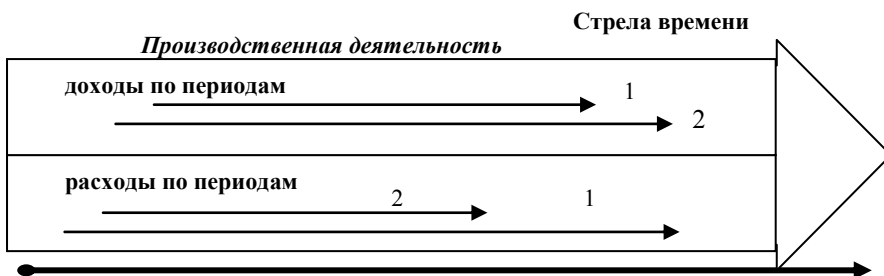 Стрела времени
Производственная деятельность
доходы по периодам
1
2
расходы по периодам
2 1